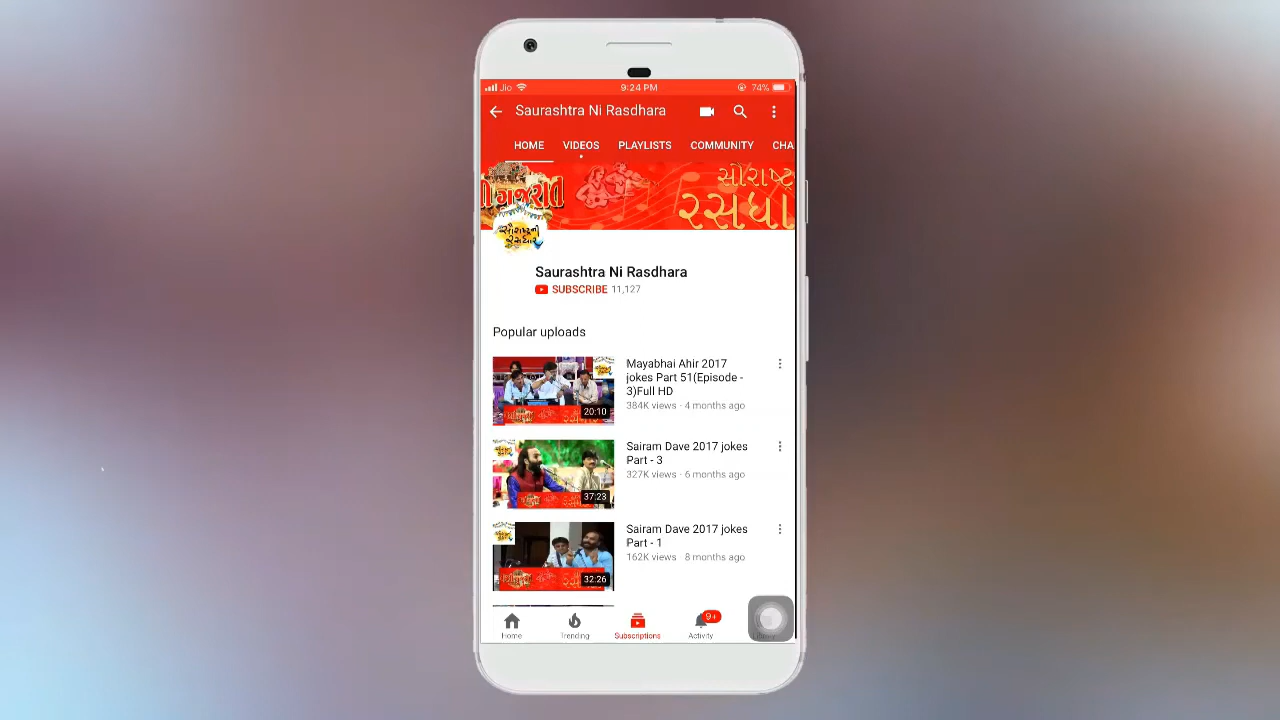 Jio
9:24 PM
74%
Saurashtra Ni Rasdhara
HOME VIDEOS PLAYLISTS COMMUNITY CHA
સૌરાષ્ટ્ર
રસધા
Saurashtra Ni Rasdhara
SUBSCRIBE 11,127
Popular uploads
Mayabhai Ahir 2017
jokes Part 51(Episode -
3)Full HD
384K views · 4 months ago
20:10
Sairam Dave 2017 jokes
Part - 3
327K views · 6 months ago
37:23
Sairam Dave 2017 jokes
Part - 1
162K views · 8 months ago
32:26
9+
Home Trending Subscriptions Activity